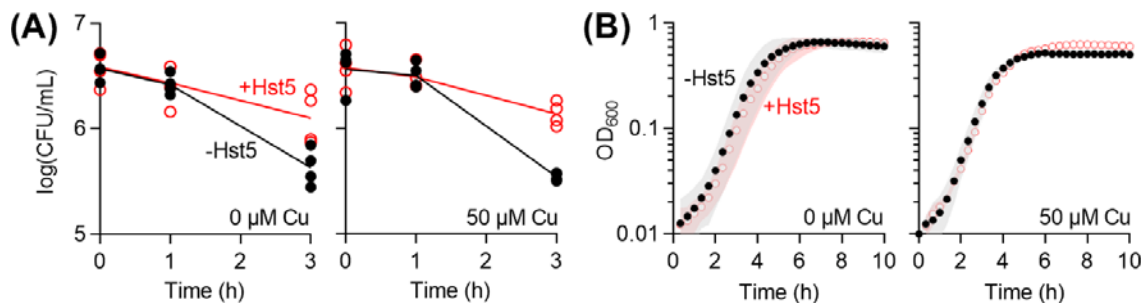 (A)
log(CFU/mL)
7
6
5
+Hst5
-Hst5
0 µM Cu
0 1 2 3
Time (h)
50 µM Cu
0 1 2 3
Time (h)
(B)
OD600
1
0.1
0.01
-Hst5
+Hst5
0 µM Cu
0 2 4 6 8 10
Time (h)
50 µM Cu
0 2 4 6 8 10
Time (h)